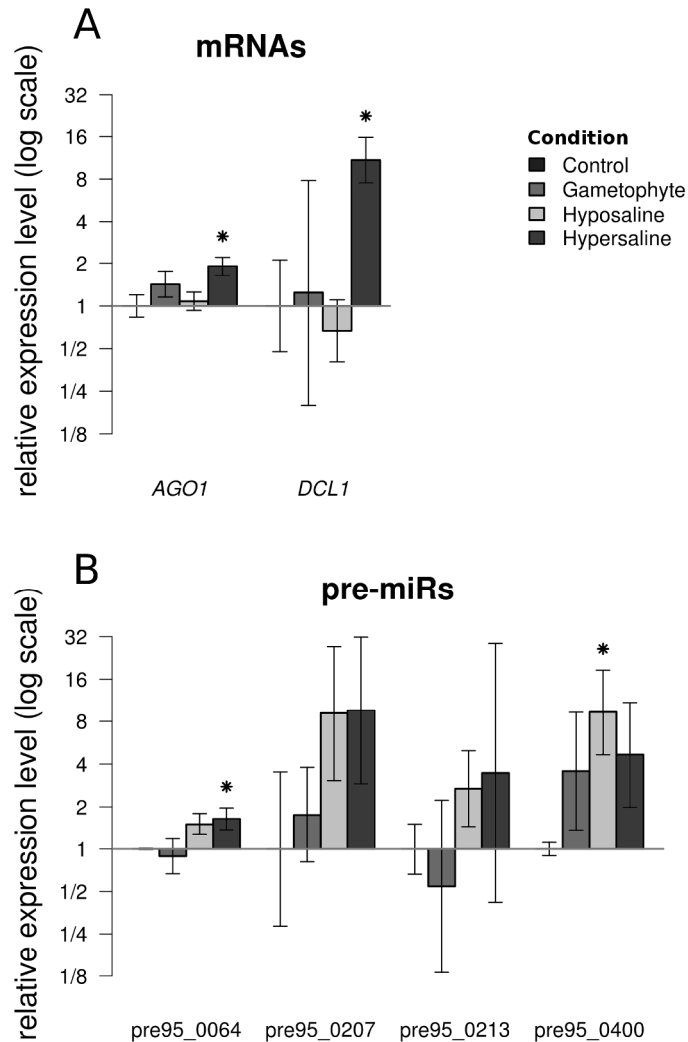 A
mRNAs
relative expression level (log scale)
32
16
8
4
2
1
1/2
1/4
1/8
*
*
AGO1 DCL1
Condition
Control
Gametophyte
Hyposaline
Hypersaline
B
pre-miRs
relative expression level (log scale)
32
16
8
4
2
1
1/2
1/4
1/8
*
*
pre95_0064 pre95_0207 pre95_0213 pre95_0400